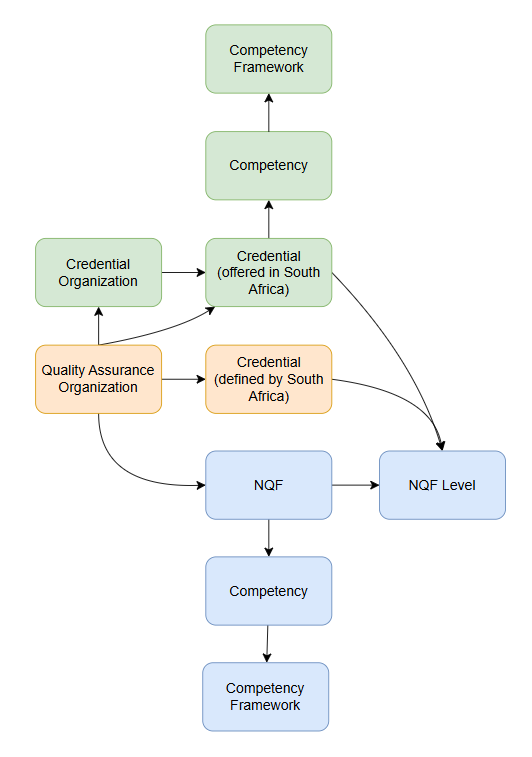 Competency
Framework
Competency
Credential
Organization
Credential
(offered in South
Africa)
Quality Assurance
Organization
Credential
(defined by South
Africa)
NQF
NQF Level
Competency
Competency
Framework